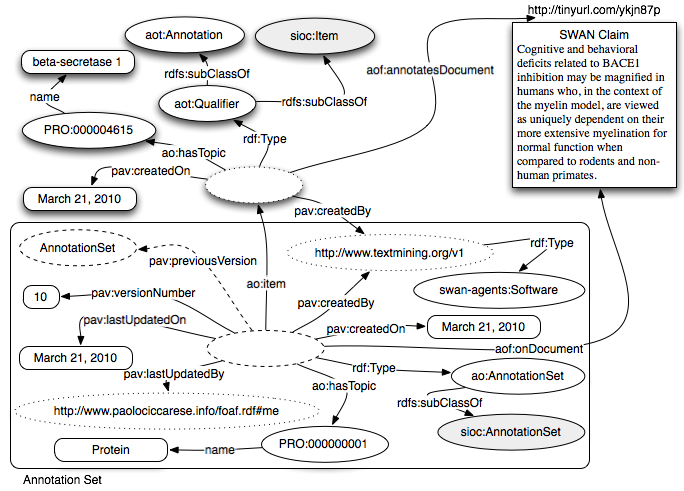 http://tinyurl.com/ykjn87p
aot:Annotation
sioc:Item
SWAN Claim
Cognitive and behavioral
deficits related to BACE1
inhibition may be magnified in
humans who, in the context of
the myelin model, are viewed
as uniquely dependent on their
more extensive myelination for
normal function when
compared to rodents and non-
human primates.
beta-secretase 1
rdfs:subClassOf
aof:annotatesDocument
name
aot:Qualifier
rdfs:subClassOf
PRO:000004615
rdf:Type
ao:hasTopic
pav:createdOn
March 21, 2010
pav:createdBy
AnnotationSet
pav:previousVersion
http://www.textmining.org/v1
rdf:Type
ao:item
swan-agents:Software
10
pav:versionNumber
pav:createdBy
pav:lastUpdatedOn
pav:createdOn
March 21, 2010
March 21, 2010
aof:onDocument
pav:lastUpdatedBy
rdf:Type
ao:AnnotationSet
ao:hasTopic
rdfs:subClassOf
http://www.paolociccarese.info/foaf.rdf#me
sioc:AnnotationSet
Protein
name
PRO:000000001
Annotation Set